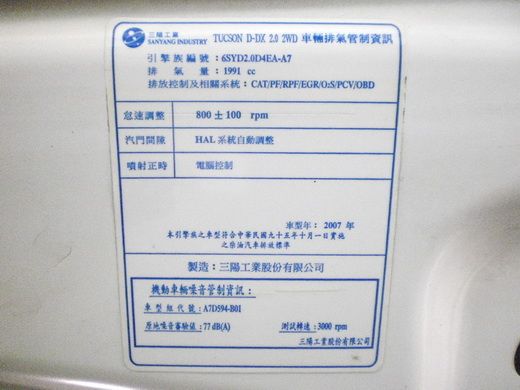 三陽工業
SANYANG INDUSTRY
TUCSON D-DX 2.0 2WD 車輛排氣管制資訊
引擎族編號：6SYD2.0D4EA-A7
排氣量：1991 cc
排放控制及相關系統：CAT/PF/RPF/EGR/O2S/PCV/OBD
怠速調整 800 ± 100 rpm
汽門間隙 HAL 系統自動調整
噴射正時 電腦控制
車型年：2007 年
本引擎族之車型符合中華民國九十五年十月一日實施
之柴油汽車排放標準
製造：三陽工業股份有限公司
機動車輛噪音管制資訊：
車型組代號：A7D594-B01
原地噪音審驗值：77 dB(A) 測試轉速：3000 rpm
三陽工業股份有限公司